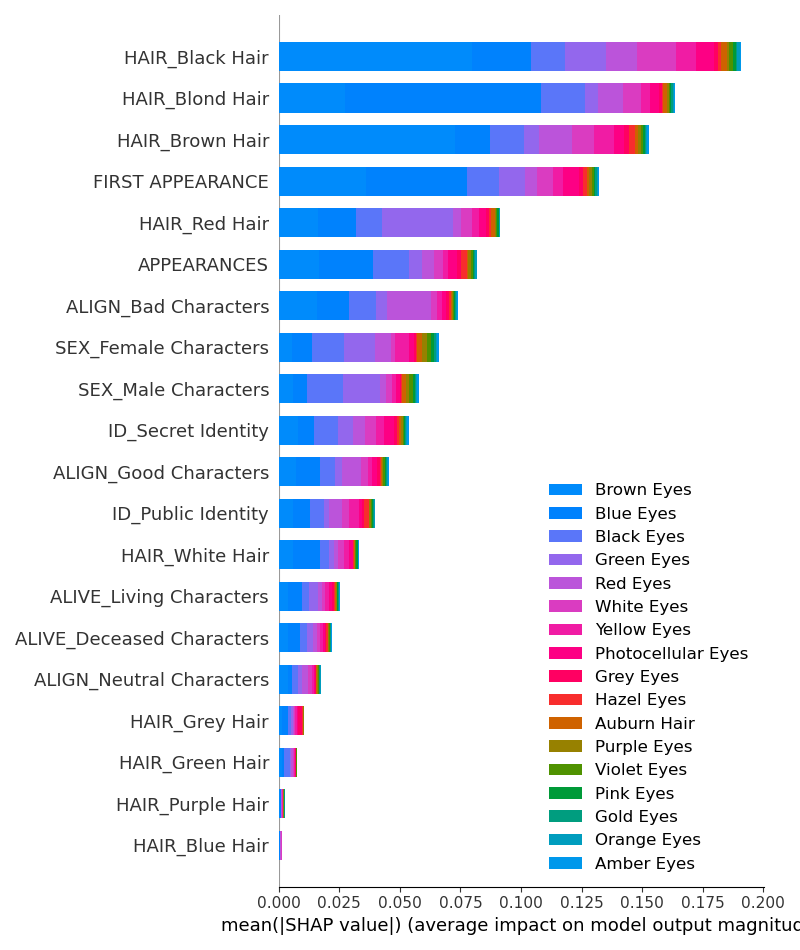 HAIR_Black Hair
HAIR_Blond Hair
HAIR_Brown Hair
FIRST APPEARANCE
HAIR_Red Hair
APPEARANCES
ALIGN_Bad Characters
SEX_Female Characters
SEX_Male Characters
ID_Secret Identity
ALIGN_Good Characters
ID_Public Identity
HAIR_White Hair
ALIVE_Living Characters
ALIVE_Deceased Characters
ALIGN_Neutral Characters
HAIR_Grey Hair
HAIR_Green Hair
HAIR_Purple Hair
HAIR_Blue Hair
Brown Eyes
Blue Eyes
Black Eyes
Green Eyes
Red Eyes
White Eyes
Yellow Eyes
Photocellular Eyes
Grey Eyes
Hazel Eyes
Auburn Hair
Purple Eyes
Violet Eyes
Pink Eyes
Gold Eyes
Orange Eyes
Amber Eyes
0.000 0.025 0.050 0.075 0.100 0.125 0.150 0.175 0.200
mean(|SHAP value|) (average impact on model output magnitud